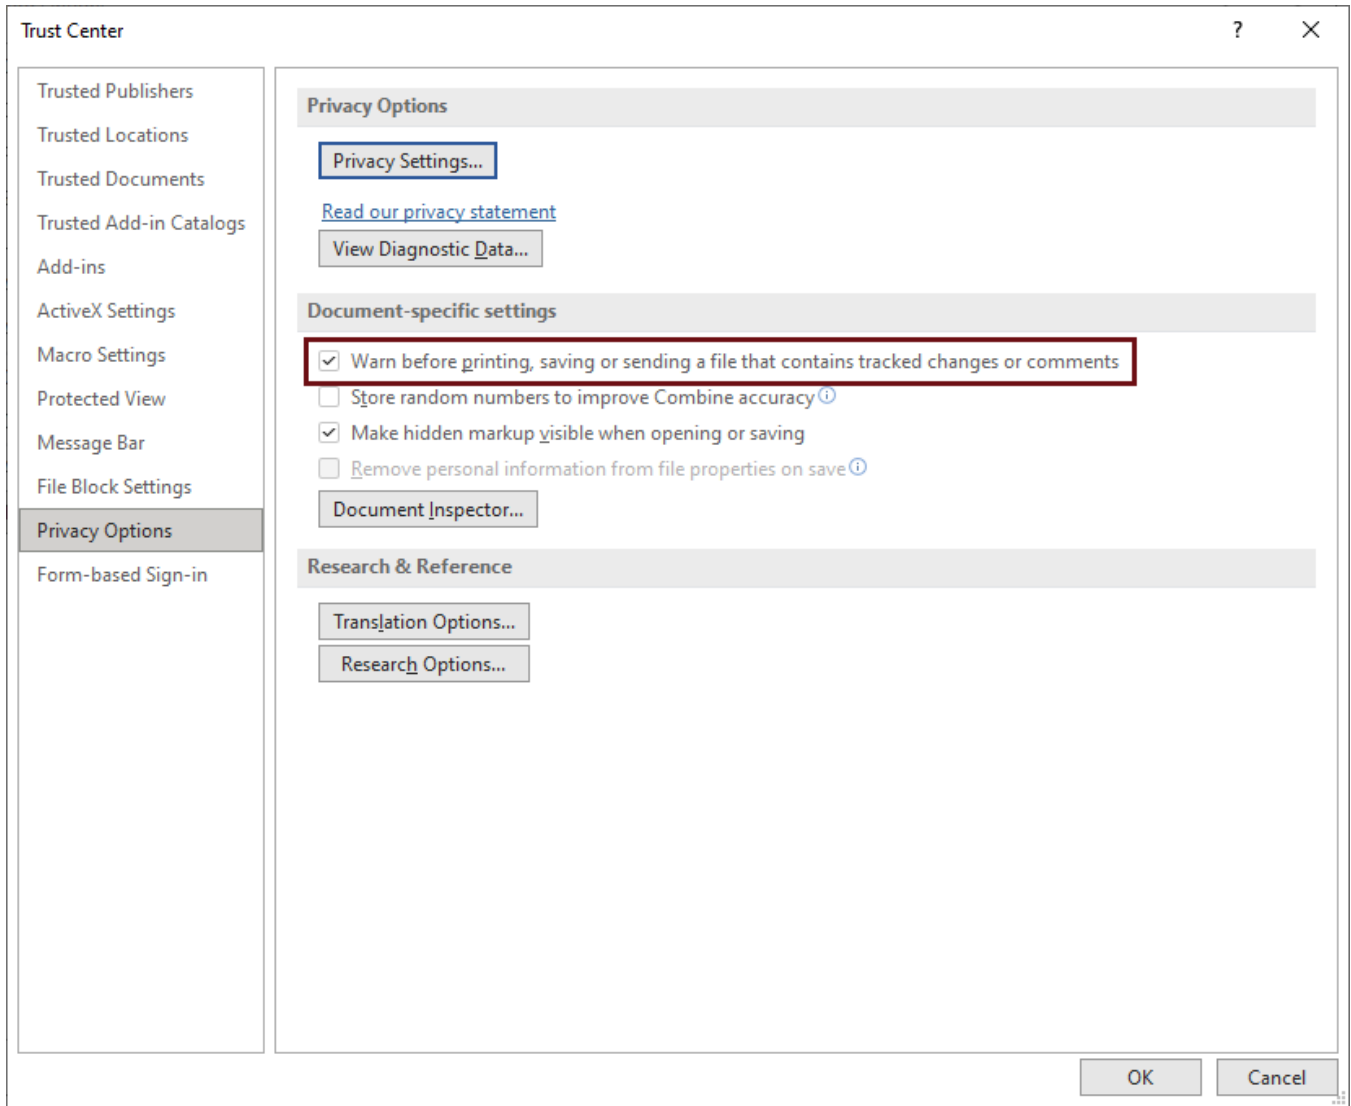 Trust Center
?
Trusted Publishers
Trusted Locations
Trusted Documents
Trusted Add-in Catalogs
Add-ins
ActiveX Settings
Macro Settings
Protected View
Message Bar
File Block Settings
Privacy Options
Form-based Sign-in
Privacy Options
Privacy Settings...
Read our privacy statement
View Diagnostic Data...
Document-specific settings
Warn before printing, saving or sending a file that contains tracked changes or comments
Store random numbers to improve Combine accuracy
Make hidden markup visible when opening or saving
Remove personal information from file properties on save
Document Inspector...
Research & Reference
Translation Options...
Research Options...
OK
Cancel